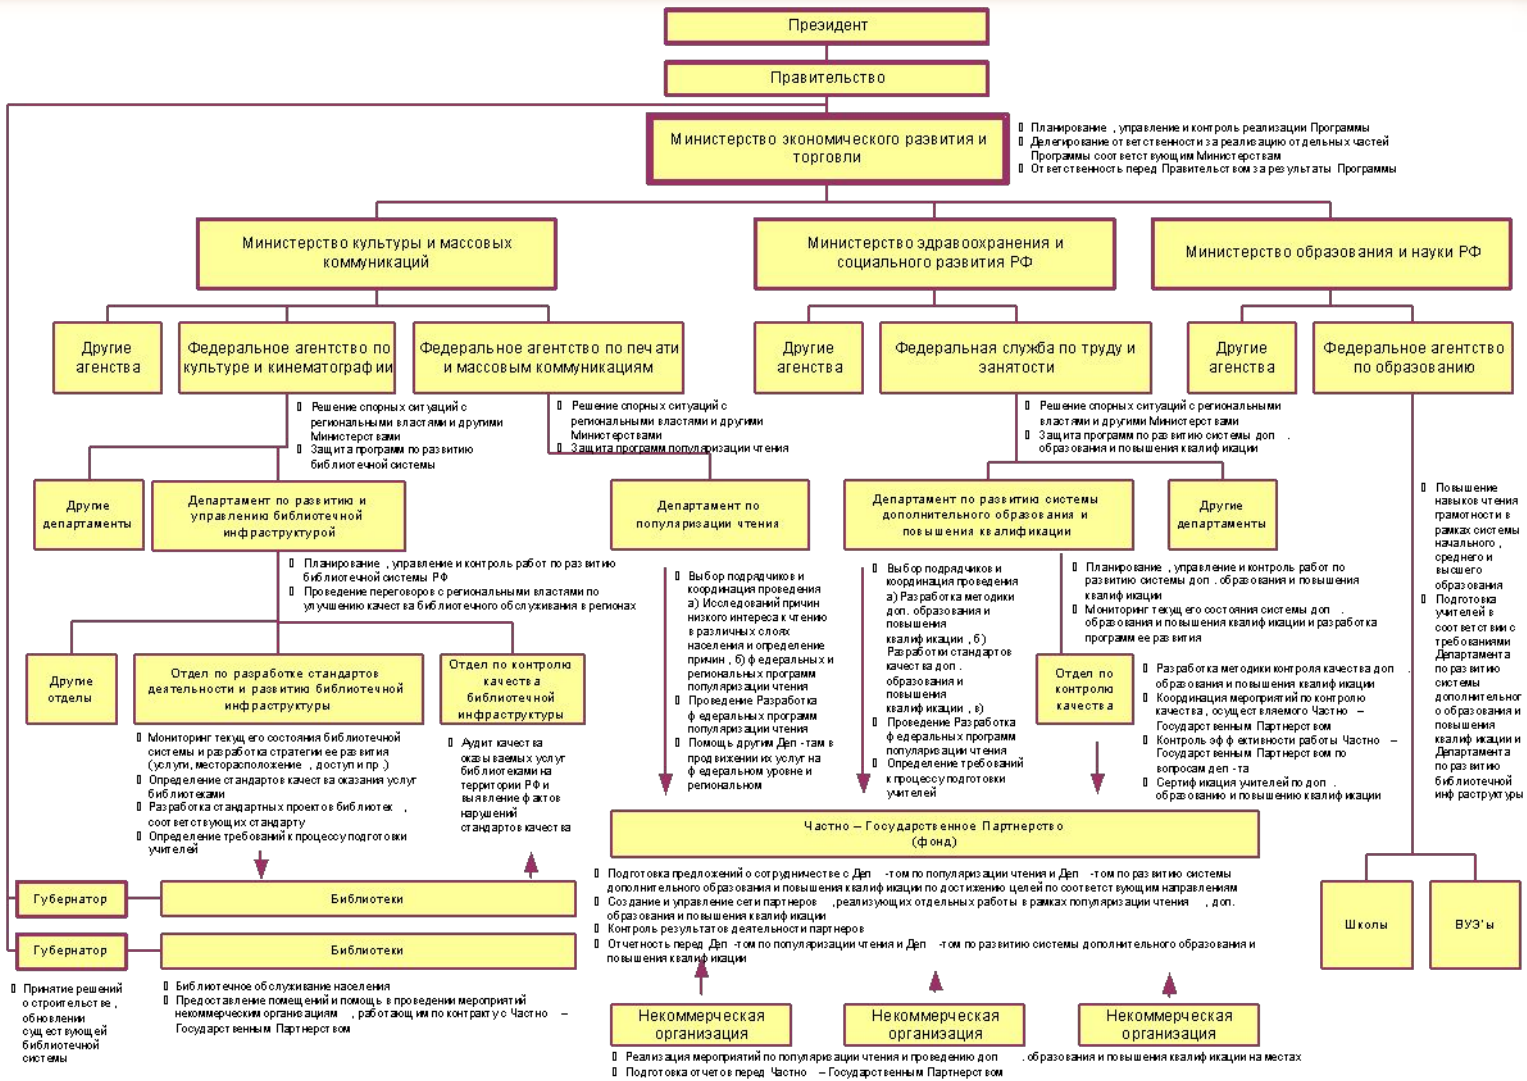 Президент
Правительство
Министерство экономического развития и
торговли
Планирование , управление и контроль реализации Программы
Делегирование ответственности за реализацию отдельных частей
Программы соответствующим Министерствам
Ответственность перед Правительством за результаты Программы
Министерство культуры и массовых
коммуникаций
Министерство здравоохранения и
социального развития РФ
Министерство образования и науки РФ
Другие
агенства
Федеральное агентство по
культуре и кинематографии
Федеральное агентство по печати
и массовым коммуникациям
Другие
агенства
Федеральная служба по труду и
занятости
Другие
агенства
Федеральное агентство
по образованию
Решение спорных ситуаций с
региональными властями и другими
Министерствами
Защита программ по развитию
библиотечной системы
Решение спорных ситуаций с
региональными властями и другими
Министерствами
Защита программ популяризации чтения
Решение спорных ситуаций с региональными
властями и другими Министерствами
Защита программ по развитию системы доп .
образования и повышения квалификации
Другие
департаменты
Департамент по развитию и
управлению библиотечной
инфраструктурой
Департамент по
популяризации чтения
Департамент по развитию системы
дополнительного образования и
повышения квалификации
Другие
департаменты
Повышение
навыков чтения
грамотности в
рамках системы
начального ,
среднего и
высшего
образования
Подготовка
учителей в
соответствии с
требованиями
Департамента
по развитию
системы
дополнительног
о образования и
повышения
квалификации и
Департамента
по развитию
библиотечной
инфраструктуры
Планирование , управление и контроль работ по развитию
библиотечной системы РФ
Проведение переговоров с региональными властями по
улучшению качества библиотечного обслуживания в регионах
Выбор подрядчиков и
координация проведения
а) Исследований причин
низкого интереса к чтению
в различных слоях
населения и определение
причин , б) федеральных и
региональных программ
популяризации чтения
Проведение Разработка
федеральных программ
популяризации чтения
Помощь другим Деп -там в
продвижении их услуг на
федеральном уровне и
региональном
Выбор подрядчиков и
координация проведения
а) Разработка методики
доп. образования и
повышения
квалификации , б)
Разработки стандартов
качества доп .
образования и
повышения
квалификации , в)
Проведение Разработка
федеральных программ
популяризации чтения
Определение требований
к процессу подготовки
учителей
Планирование , управление и контроль работ по
развитию системы доп . образования и повышения
квалификации
Мониторинг текущего состояния системы доп .
образования и повышения квалификации и разработка
программ ее развития
Другие
отделы
Отдел по разработке стандартов
деятельности и развитию библиотечной
инфраструктуры
Отдел по контролю
качества
библиотечной
инфраструктуры
Отдел по
контролю
качества
Разработка методики контроля качества доп .
образования и повышения квалификации
Координация мероприятий по контролю
качества , осуществляемого Частно –
Государственным Партнерством
Контроль эффективности работы Частно –
Государственным Партнерством по
вопросам деп -та
Сертификация учителей по доп .
образованию и повышению квалификации
Мониторинг текущего состояния библиотечной
системы и разработка стратегии ее развития
(услуги, месторасположение , доступ и пр .)
Определение стандартов качества оказания услуг
библиотеками
Разработка стандартных проектов библиотек ,
соответствующих стандарту
Определение требований к процессу подготовки
учителей
Аудит качества
оказываемых услуг
библиотеками на
территории РФ и
выявление фактов
нарушений
стандартов качества
Частно – Государственное Партнерство
(фонд)
Подготовка предложений о сотрудничестве с Деп -том по популяризации чтения и Деп -том по развитию системы
дополнительного образования и повышения квалификации по достижению целей по соответствующим направлениям
Создание и управление сети партнеров , реализующих отдельных работы в рамках популяризации чтения , доп.
образования и повышения квалификации
Контроль результатов деятельности партнеров
Отчетность перед Деп -том по популяризации чтения и Деп -том по развитию системы дополнительного образования и
повышения квалификации
Губернатор
Библиотеки
Школы
ВУЗ'ы
Губернатор
Библиотеки
Принятие решений
о строительстве ,
обновлении
существующей
библиотечной
системы
Библиотечное обслуживание населения
Предоставление помещений и помощь в проведении мероприятий
некоммерческим организациям , работающим по контракту с Частно –
Государственным Партнерством
Некоммерческая
организация
Некоммерческая
организация
Некоммерческая
организация
Реализация мероприятий по популяризации чтения и проведению доп . образования и повышения квалификации на местах
Подготовка отчетов перед Частно – Государственным Партнерством